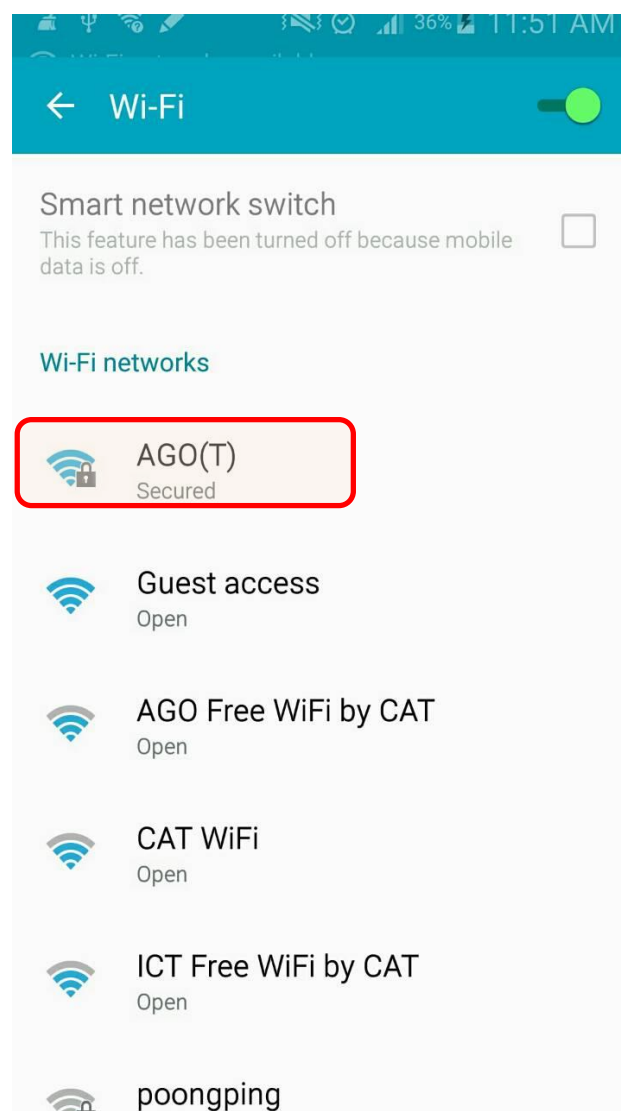 36% 11:51 AM
Wi-Fi
Smart network switch
This feature has been turned off because mobile
data is off.
Wi-Fi networks
AGO(T)
Secured
Guest access
Open
AGO Free WiFi by CAT
Open
CAT WiFi
Open
ICT Free WiFi by CAT
Open
poongping